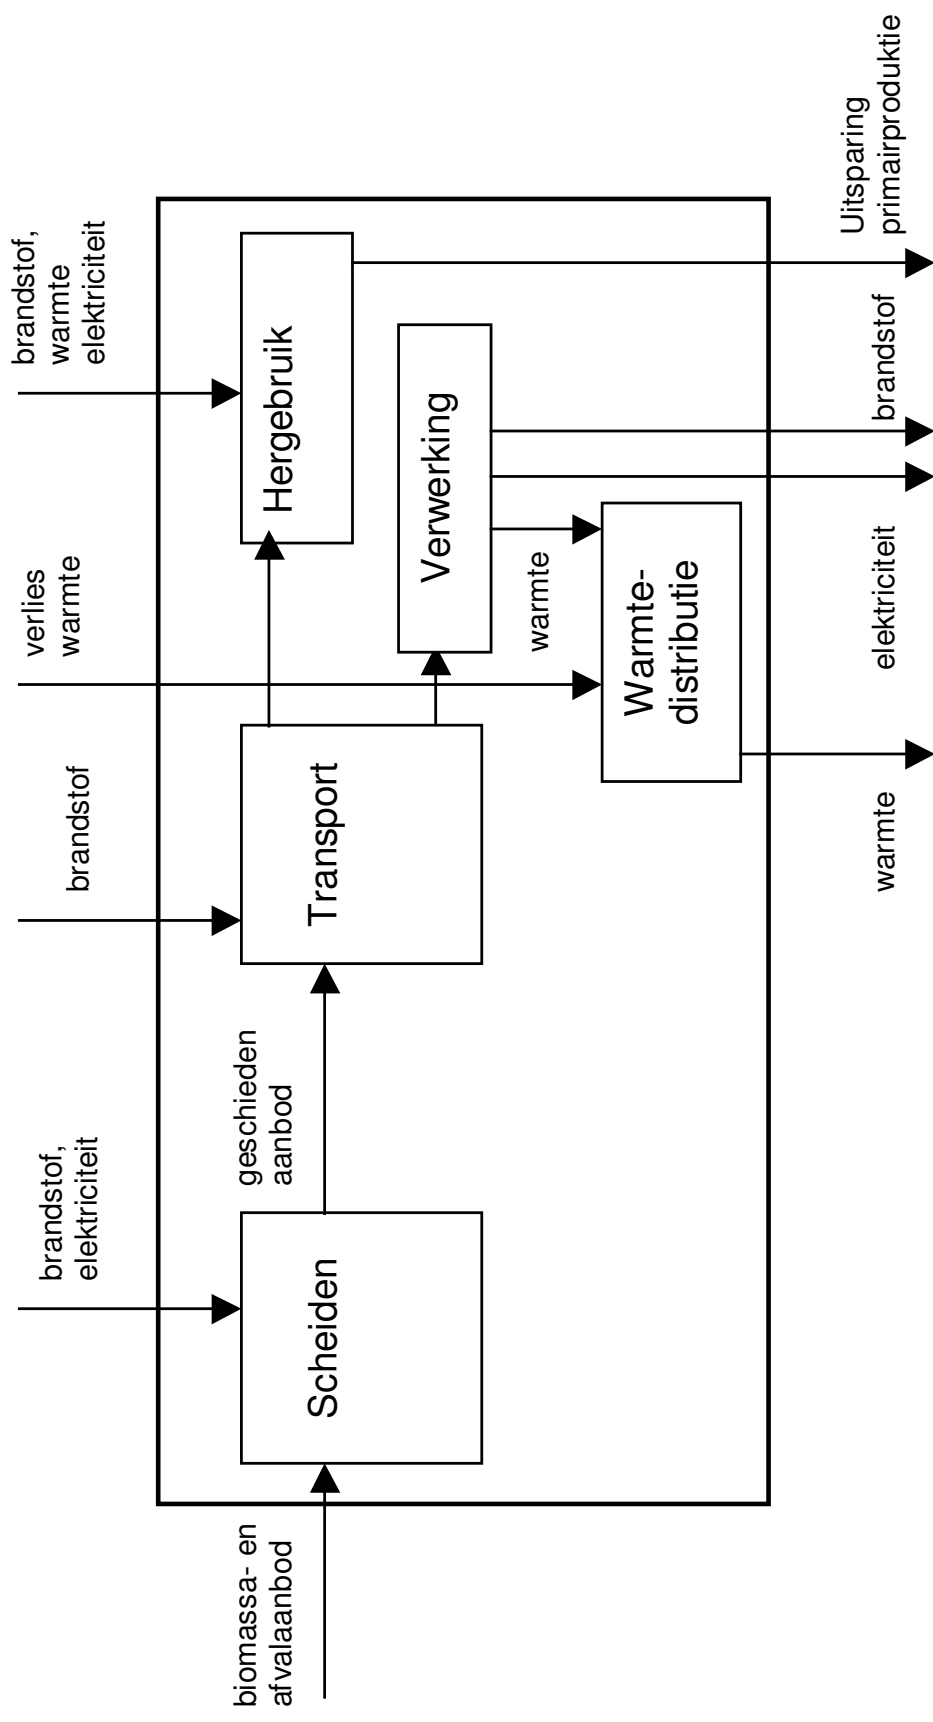 brandstof,
elektriciteit
brandstof
verlies
warmte
brandstof,
warmte
elektriciteit
biomassa- en
afvalaanbod
Scheiden
geschieden
aanbod
Transport
Hergebruik
Verwerking
warmte
Warmte-
distributie
warmte
elektriciteit
brandstof
Uitsparing
primairproduktie